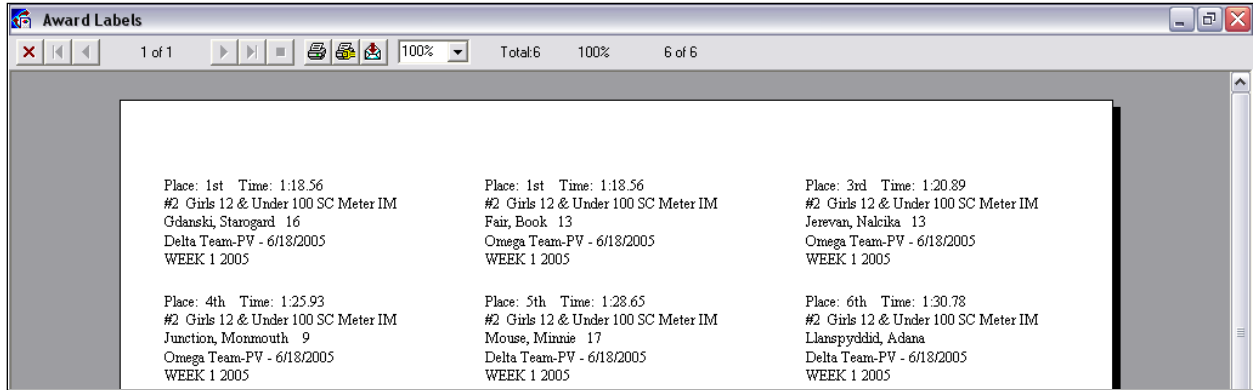 Award Labels
1 of 1 100% Total:6 100% 6 of 6
Place: 1st Time: 1:18.56
#2 Girls 12 & Under 100 SC Meter IM
Gdanski, Starogard 16
Delta Team-PV - 6/18/2005
WEEK 1 2005
Place: 1st Time: 1:18.56
#2 Girls 12 & Under 100 SC Meter IM
Fair, Book 13
Omega Team-PV - 6/18/2005
WEEK 1 2005
Place: 3rd Time: 1:20.89
#2 Girls 12 & Under 100 SC Meter IM
Jerevan, Nalcika 13
Omega Team-PV - 6/18/2005
WEEK 1 2005
Place: 4th Time: 1:25.93
#2 Girls 12 & Under 100 SC Meter IM
Junction, Monmouth 9
Omega Team-PV - 6/18/2005
WEEK 1 2005
Place: 5th Time: 1:28.65
#2 Girls 12 & Under 100 SC Meter IM
Mouse, Minnie 17
Delta Team-PV - 6/18/2005
WEEK 1 2005
Place: 6th Time: 1:30.78
#2 Girls 12 & Under 100 SC Meter IM
Llanspyddid, Adana
Delta Team-PV - 6/18/2005
WEEK 1 2005